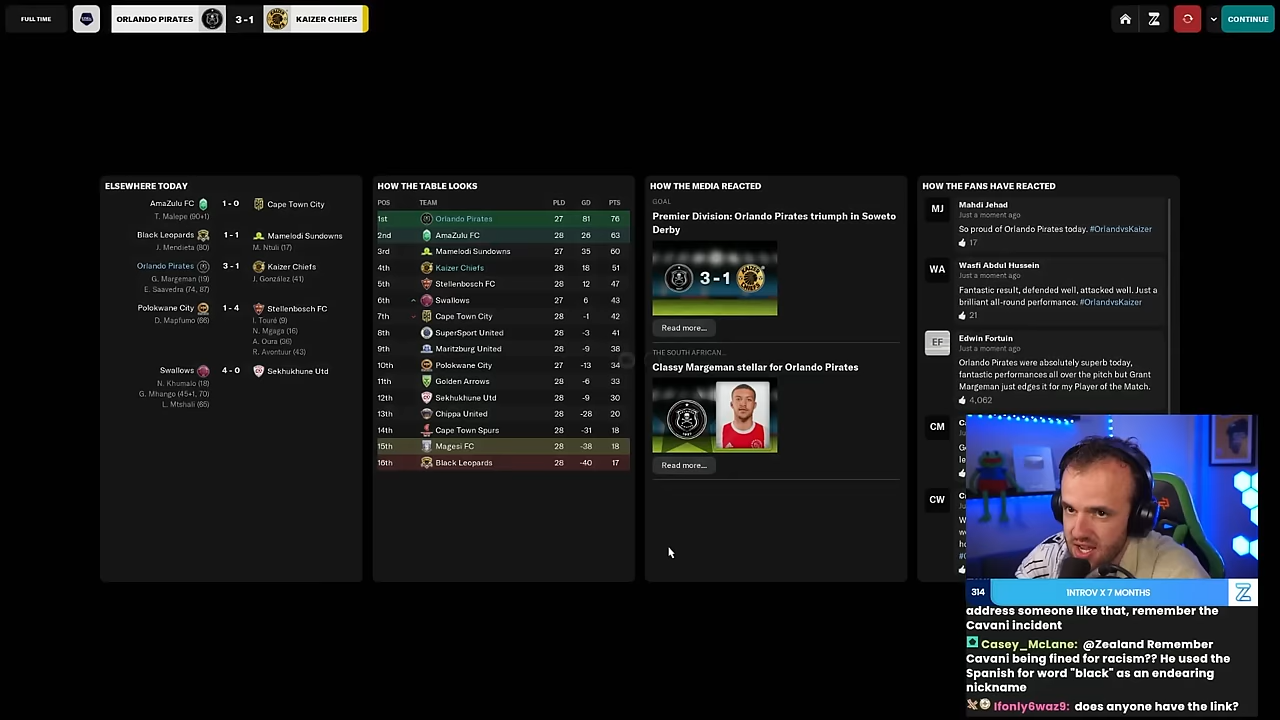 FULL TIME
ORLANDO PIRATES 3 - 1 KAIZER CHIEFS
CONTINUE
ELSEWHERE TODAY
AmaZulu FC 1 - 0 Cape Town City
T. Malepe (90+1)
Black Leopards 1 - 1 Mamelodi Sundowns
J. Mendieta (80) M. Ntuli (17)
Orlando Pirates 3 - 1 Kaizer Chiefs
G. Margeman (19) J. González (41)
E. Saavedra (74, 87)
Polokwane City 1 - 4 Stellenbosch FC
D. Mapfumo (66) I. Touré (9)
N. Mgaga (16)
A. Oura (36)
R. Avontuur (43)
Swallows 4 - 0 Sekhukhune Utd
N. Khumalo (18)
G. Mhango (45+1, 70)
L. Mtshali (65)
HOW THE TABLE LOOKS
POS TEAM PLD GD PTS
1st Orlando Pirates 27 81 76
2nd AmaZulu FC 28 26 63
3rd Mamelodi Sundowns 27 35 60
4th Kaizer Chiefs 28 18 51
5th Stellenbosch FC 28 12 47
6th Swallows 27 6 43
7th Cape Town City 28 -1 42
8th SuperSport United 28 -3 41
9th Maritzburg United 28 -9 38
10th Polokwane City 27 -13 34
11th Golden Arrows 28 -6 33
12th Sekhukhune Utd 28 -9 30
13th Chippa United 28 -28 20
14th Cape Town Spurs 28 -31 18
15th Magesi FC 28 -38 18
16th Black Leopards 28 -40 17
HOW THE MEDIA REACTED
GOAL
Premier Division: Orlando Pirates triumph in Soweto
Derby
3 - 1
Read more...
THE SOUTH AFRICAN...
Classy Margeman stellar for Orlando Pirates
Read more...
HOW THE FANS HAVE REACTED
MJ Mahdi Jehad
Just a moment ago
So proud of Orlando Pirates today. #OrlandvsKaizer
17
WA Wasfi Abdul Hussein
Just a moment ago
Fantastic result, defended well, attacked well. Just a
brilliant all-round performance. #OrlandvsKaizer
21
EF Edwin Fortuin
Just a moment ago
Orlando Pirates were absolutely superb today,
fantastic performances all over the pitch but Grant
Margeman just edges it for my Player of the Match.
4,062
CM
CW
314 1NTROV X 7 MONTHS
address someone like that, remember the
Cavani incident
Casey_McLane: @Zealand Remember
Cavani being fined for racism?? He used the
Spanish for word "black" as an endearing
nickname
Ifonly6waz9: does anyone have the link?